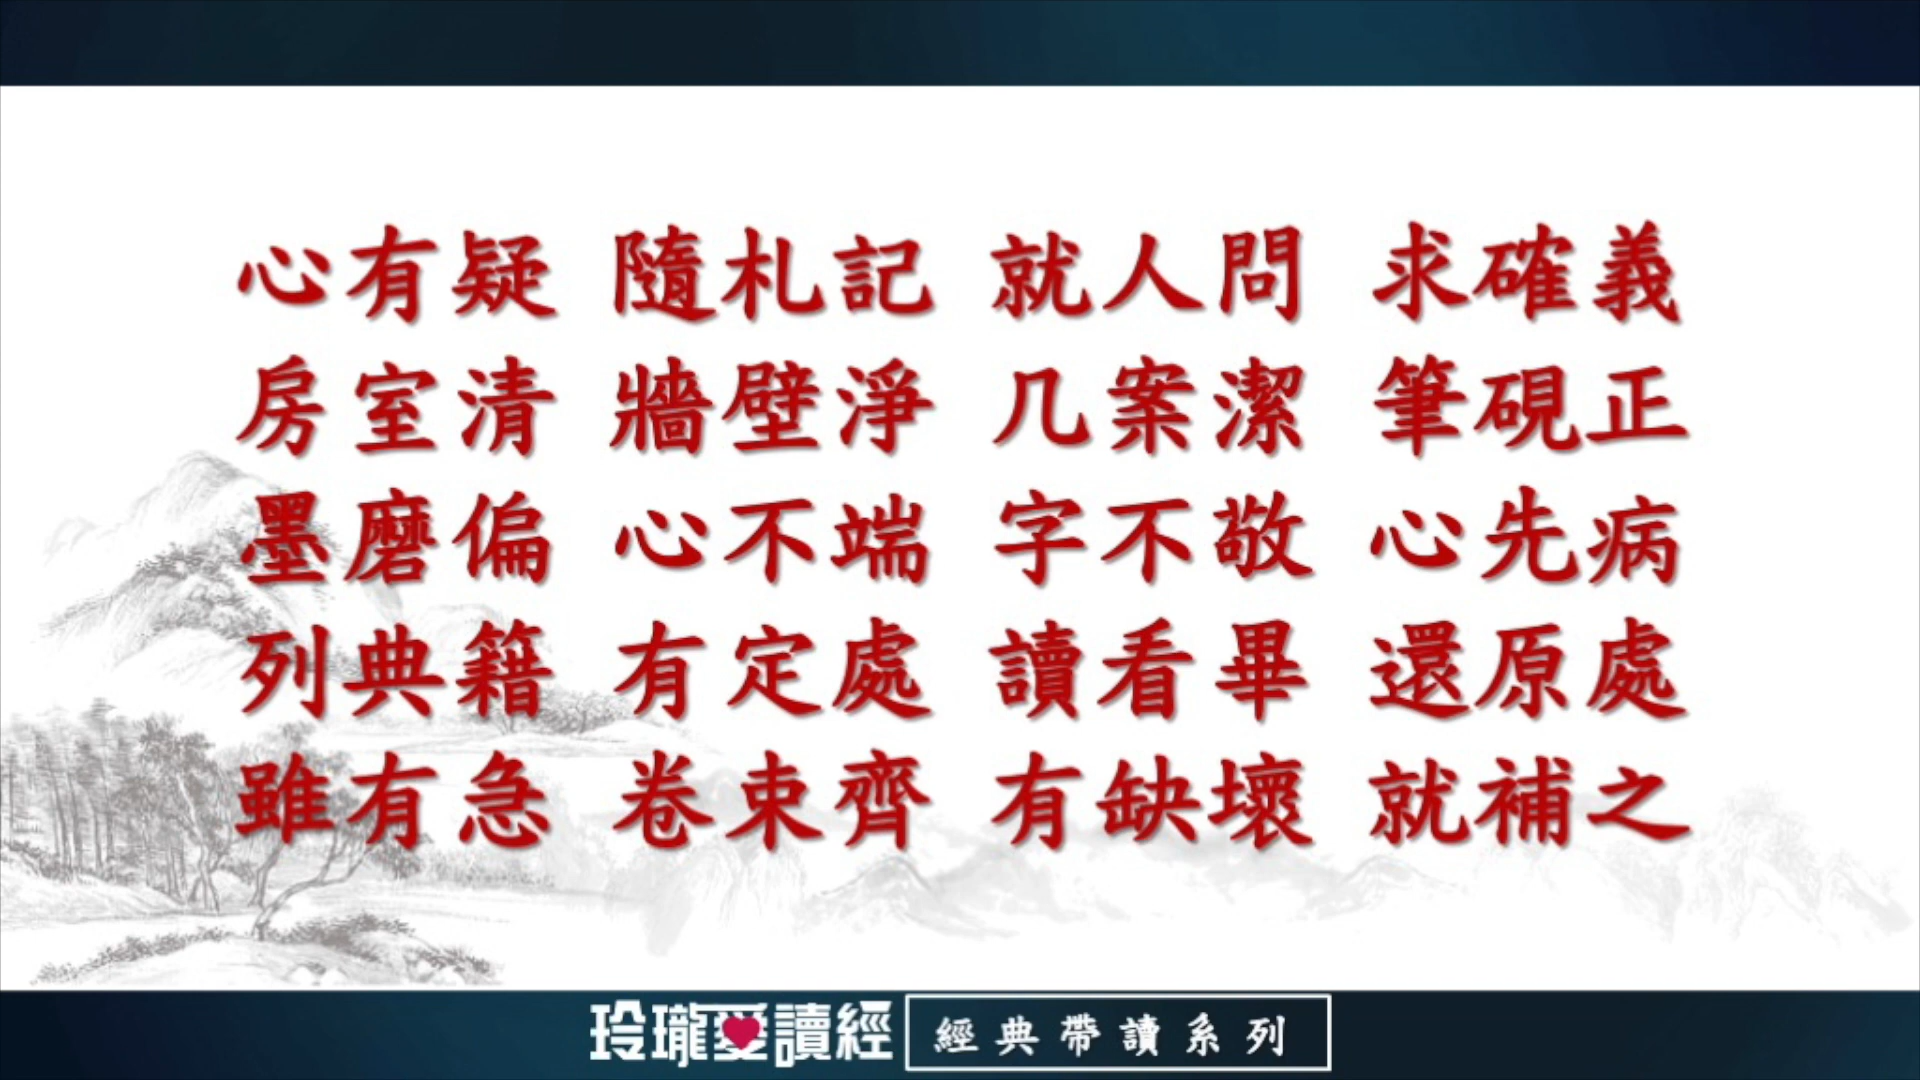 心有疑 隨札記 就人問 求確義
房室清 牆壁淨 几案潔 筆硯正
墨磨偏 心不端 字不敬 心先病
列典籍 有定處 讀看畢 還原處
雖有急 卷束齊 有缺壞 就補之
玲瓏愛讀經 經典帶讀系列